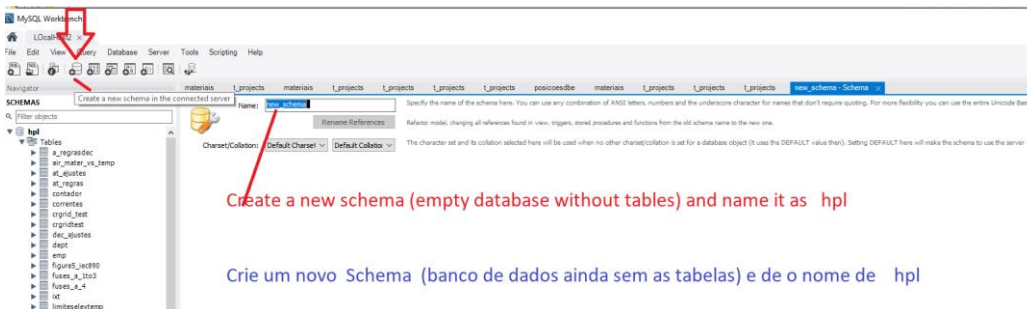 MySQL Workbench
LOcalHost2 ×
File Edit View Query Database Server Tools Scripting Help
Navigator
materiais t_projects materiais t_projects t_projects t_projects t_projects posicoesdbe materiais t_projects t_projects t_projects new_schema - Schema ×
SCHEMAS
Create a new schema in the connected server
Name: new_schema
Specify the name of the schema here. You can use any combination of ANSI letters, numbers and the underscore character for names that don't require quoting. For more flexibility you can use the entire Unicode Bas
Filter objects
Rename References
Refactor model, changing all references found in view, triggers, stored procedures and functions from the old schema name to the new one.
hpl
Tables
Charset/Collation: Default Charset Default Collatio
The character set and its collation selected here will be used when no other charset/collation is set for a database object (it uses the DEFAULT value then). Setting DEFAULT here will make the schema to use the server
a_regrasdec
air_mater_vs_temp
at_ajustes
at_regras
contador
correntes
crgrid_test
crgridtest
dec_ajustes
dept
emp
figure5_iec890
fuses_a_1to3
fuses_a_4
ixt
limiteselevtemp
Create a new schema (empty database without tables) and name it as hpl
Crie um novo Schema (banco de dados ainda sem as tabelas) e de o nome de hpl